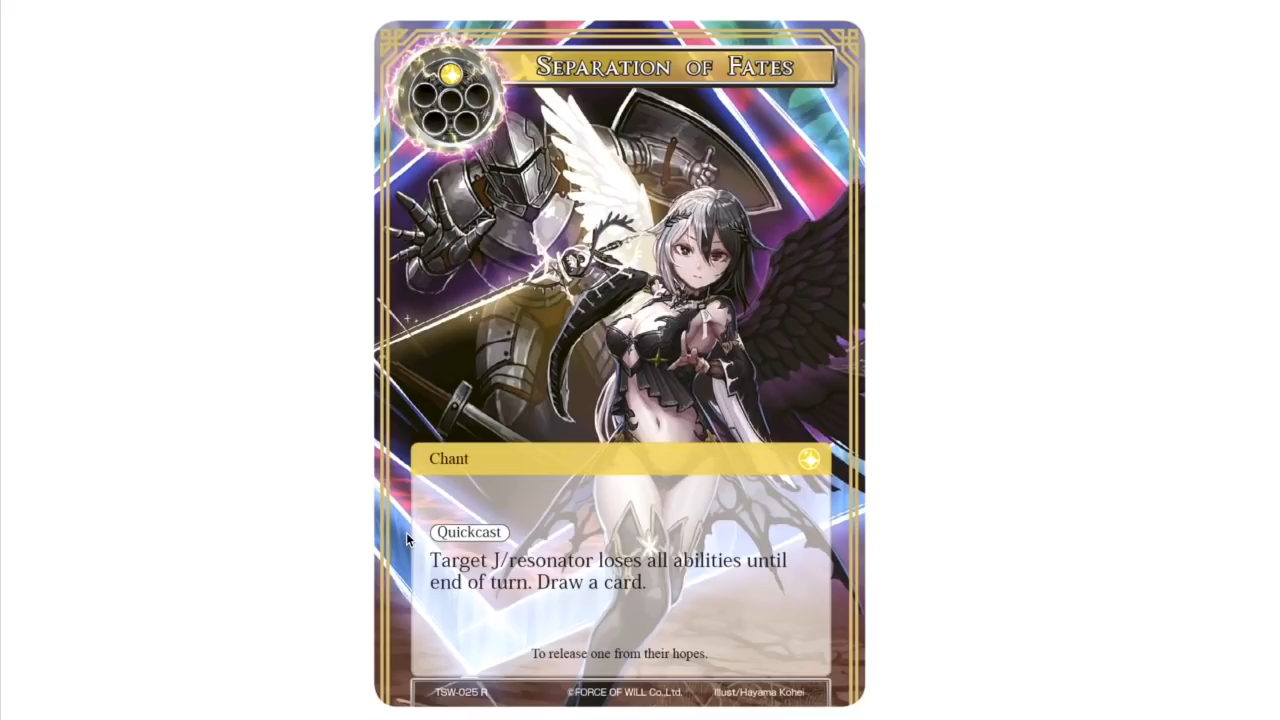 Separation of Fates
Chant
Quickcast
Target J/resonator loses all abilities until
end of turn. Draw a card.
To release one from their hopes.
TSW-025 R ©FORCE OF WILL Co.,Ltd. Illust/Hayama Kohei